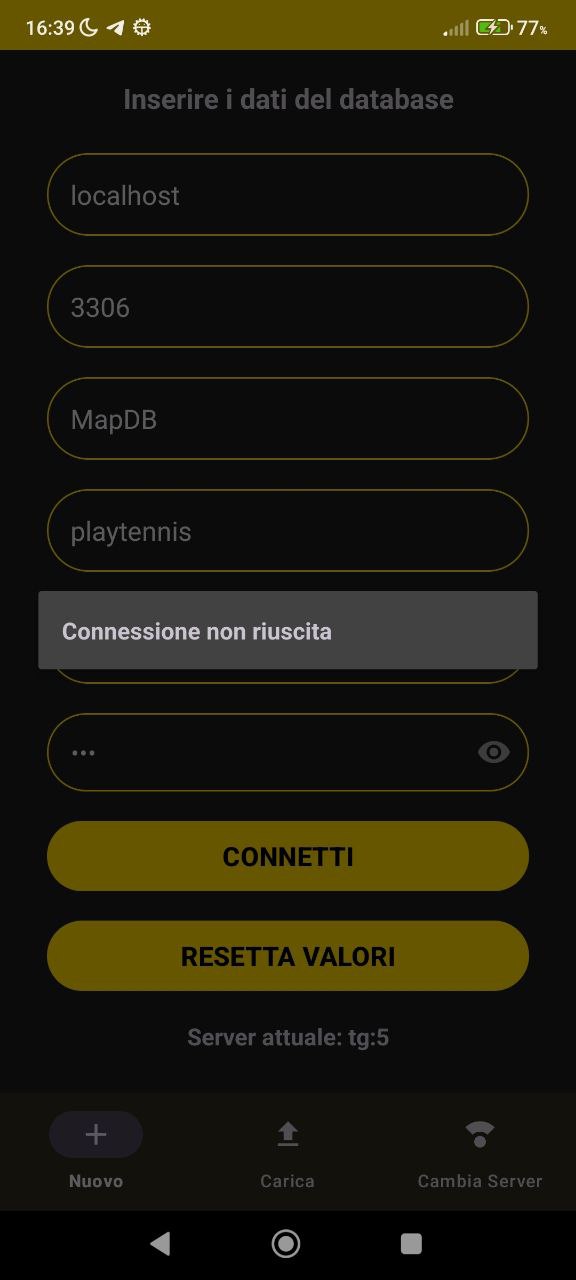 16:39 77%
Inserire i dati del database
localhost
3306
MapDB
playtennis
Connessione non riuscita
•••
CONNETTI
RESETTA VALORI
Server attuale: tg:5
Nuovo Carica Cambia Server